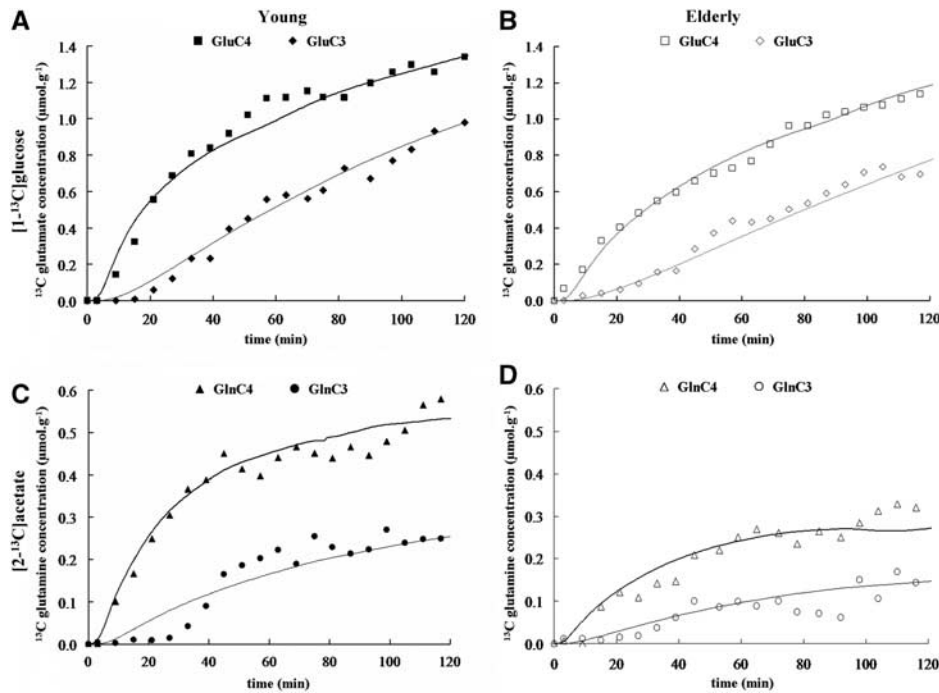 A Young B Elderly
GluC4 GluC3
GluC4 GluC3
[1-¹³C]glucose
¹³C glutamate concentration (μmol.g⁻¹)
1.4
1.2
1.0
0.8
0.6
0.4
0.2
0.0
0 20 40 60 80 100 120
time (min)
¹³C glutamate concentration (μmol.g⁻¹)
1.4
1.2
1.0
0.8
0.6
0.4
0.2
0.0
0 20 40 60 80 100 120
time (min)
C
GlnC4 GlnC3
[2-¹³C]acctate
¹³C glutamine concentration (μmol.g⁻¹)
0.6
0.5
0.4
0.3
0.2
0.1
0.0
0 20 40 60 80 100 120
time (min)
D
GlnC4 GlnC3
¹³C glutamine concentration (μmol.g⁻¹)
0.6
0.5
0.4
0.3
0.2
0.1
0.0
0 20 40 60 80 100 120
time (min)